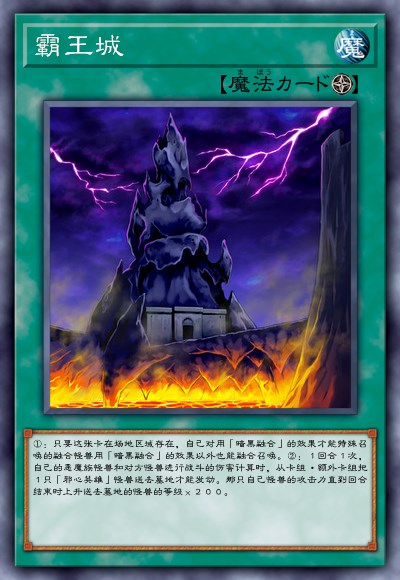 霸王城
魔
【魔法カード】
まほう
①：只要这张卡在场地区域存在，自己对用「暗黑融合」的效果才能特殊召
唤的融合怪兽用「暗黑融合」的效果以外也能融合召唤。②：1回合1次，
自己的恶魔族怪兽和对方怪兽进行战斗的伤害计算时，从卡组·额外卡组把
1只「邪心英雄」怪兽送去墓地才能发动。那只自己怪兽的攻击力直到回合
结束时上升送去墓地的怪兽的等级×200。